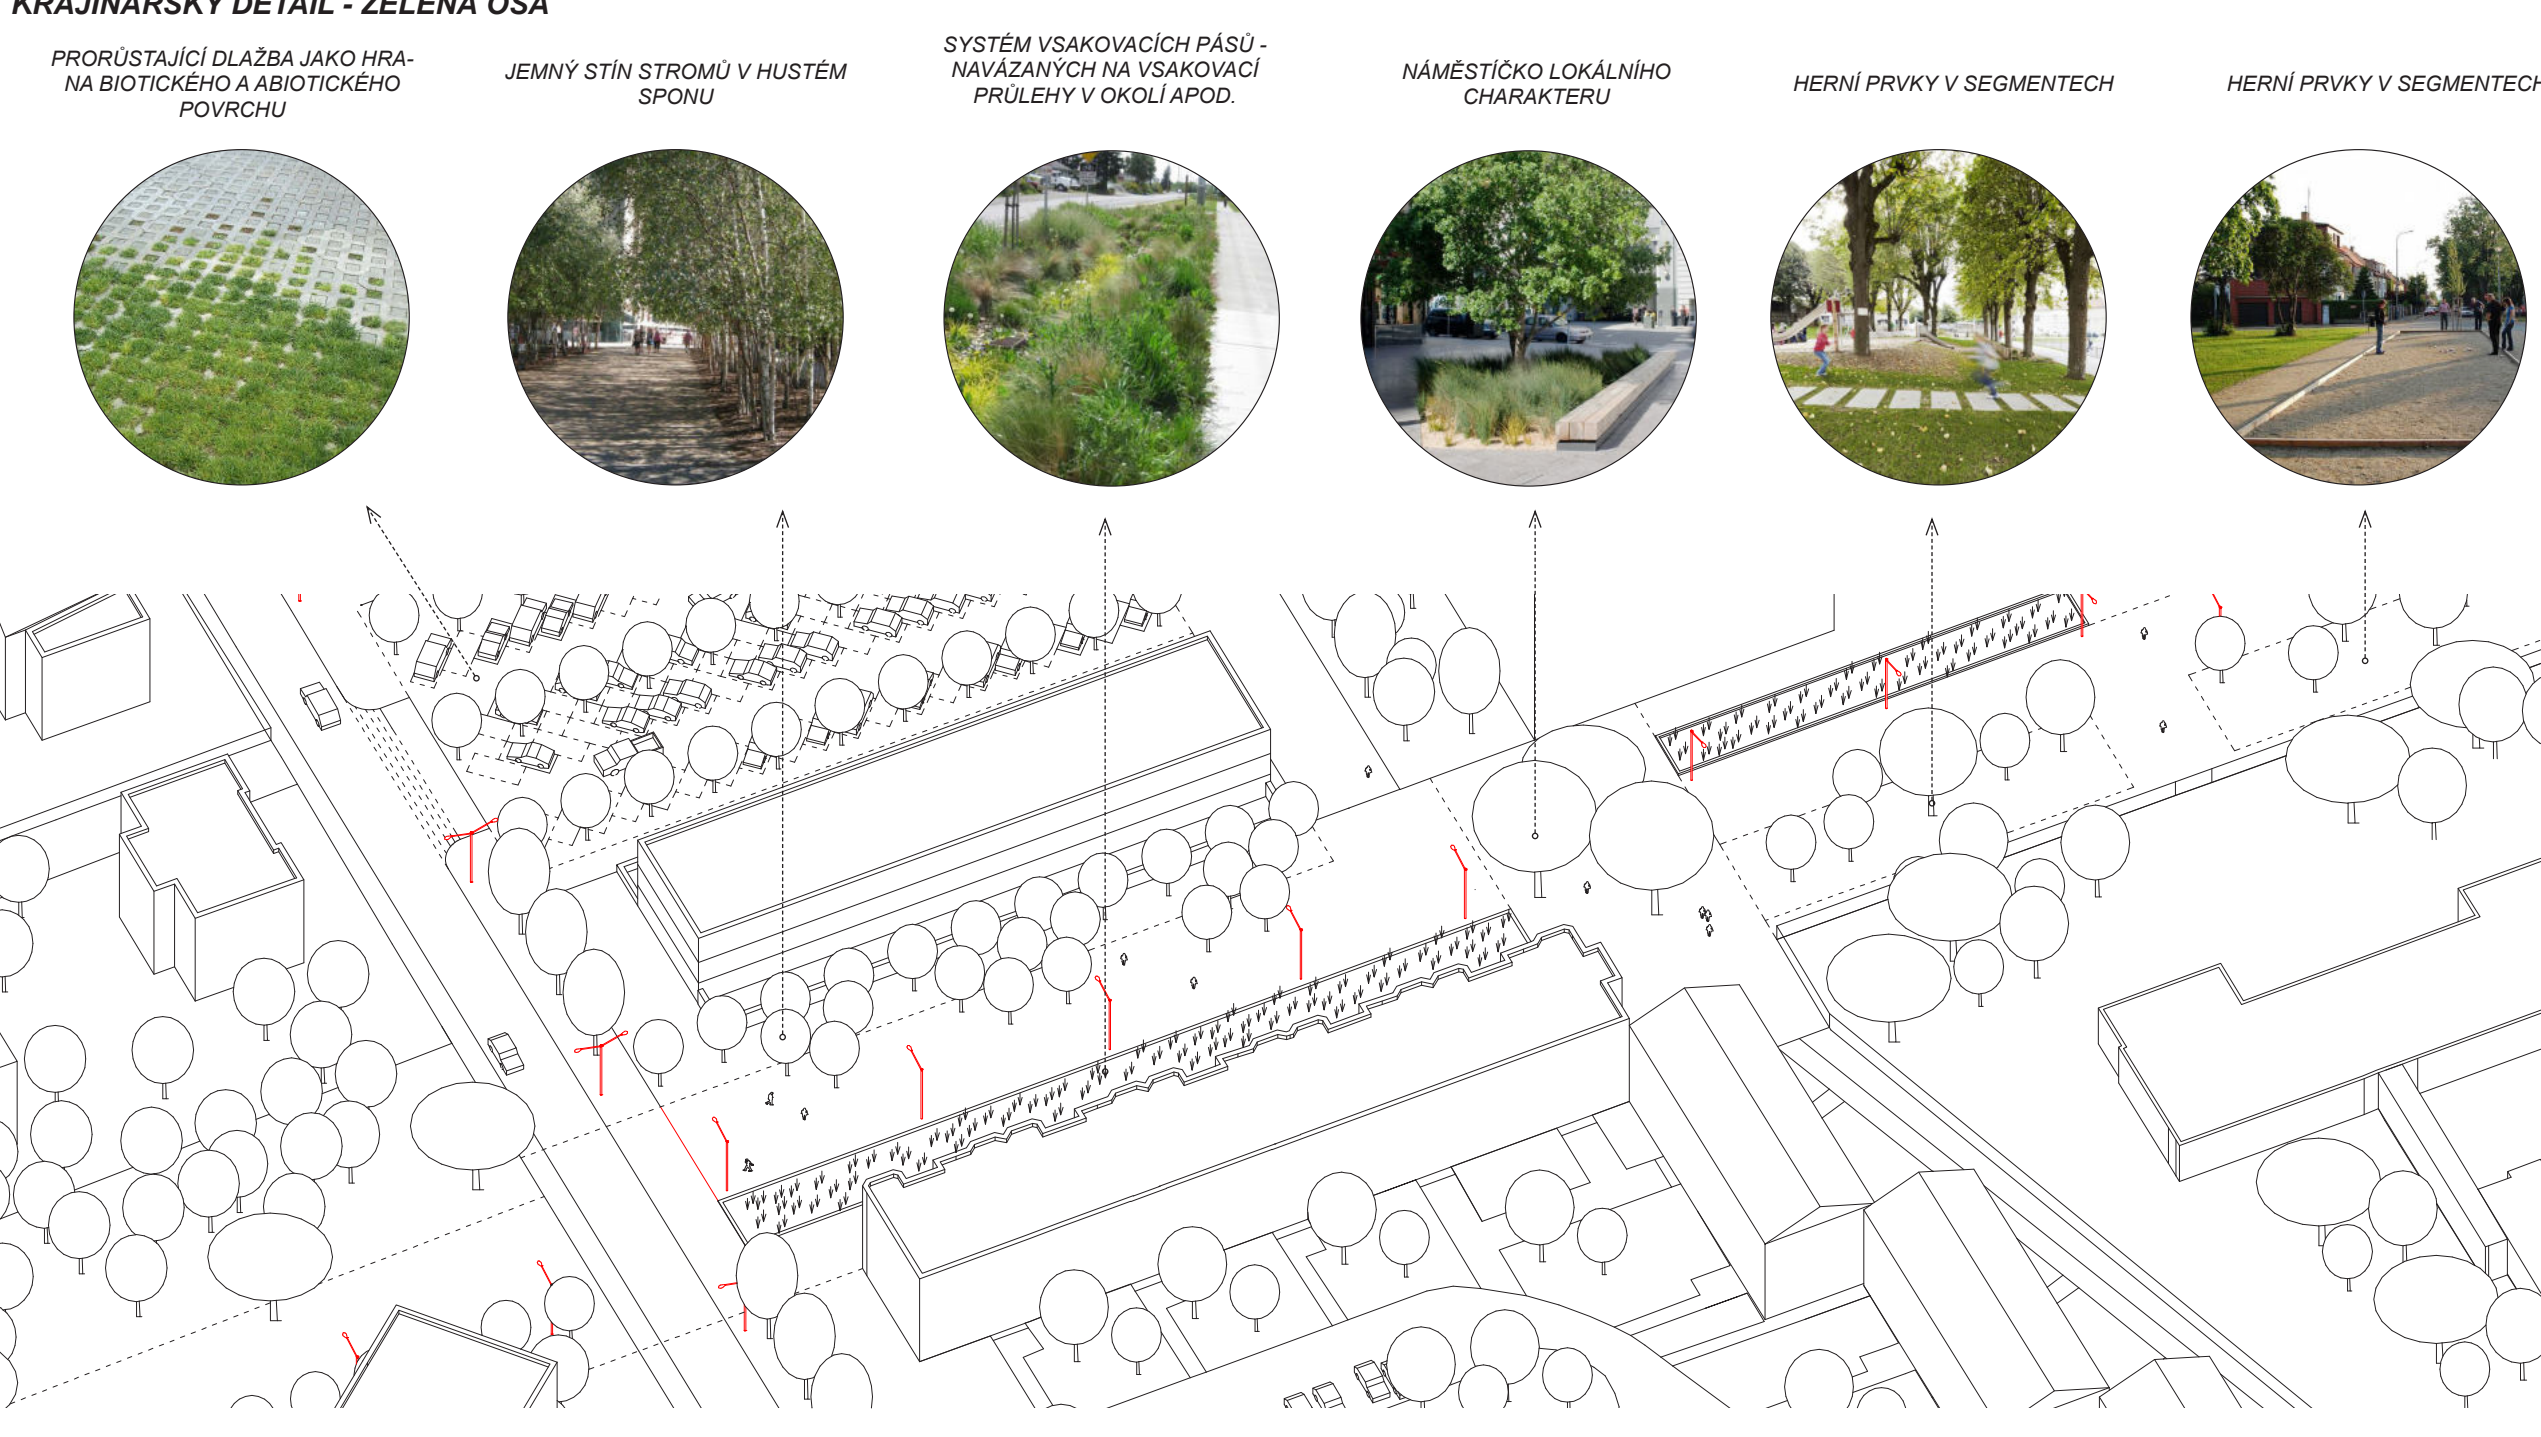 KRAJINÁŘSKÝ DETAIL - ZELENÁ OSA
PRORŮSTAJÍCÍ DLAŽBA JAKO HRA-
NA BIOTICKÉHO A ABIOTICKÉHO
POVRCHU
JEMNÝ STÍN STROMŮ V HUSTÉM
SPONU
SYSTÉM VSAKOVACÍCH PÁSŮ -
NAVÁZANÝCH NA VSAKOVACÍ
PRŮLEHY V OKOLÍ APOD.
NÁMĚSTÍČKO LOKÁLNÍHO
CHARAKTERU
HERNÍ PRVKY V SEGMENTECH
HERNÍ PRVKY V SEGMENTECH